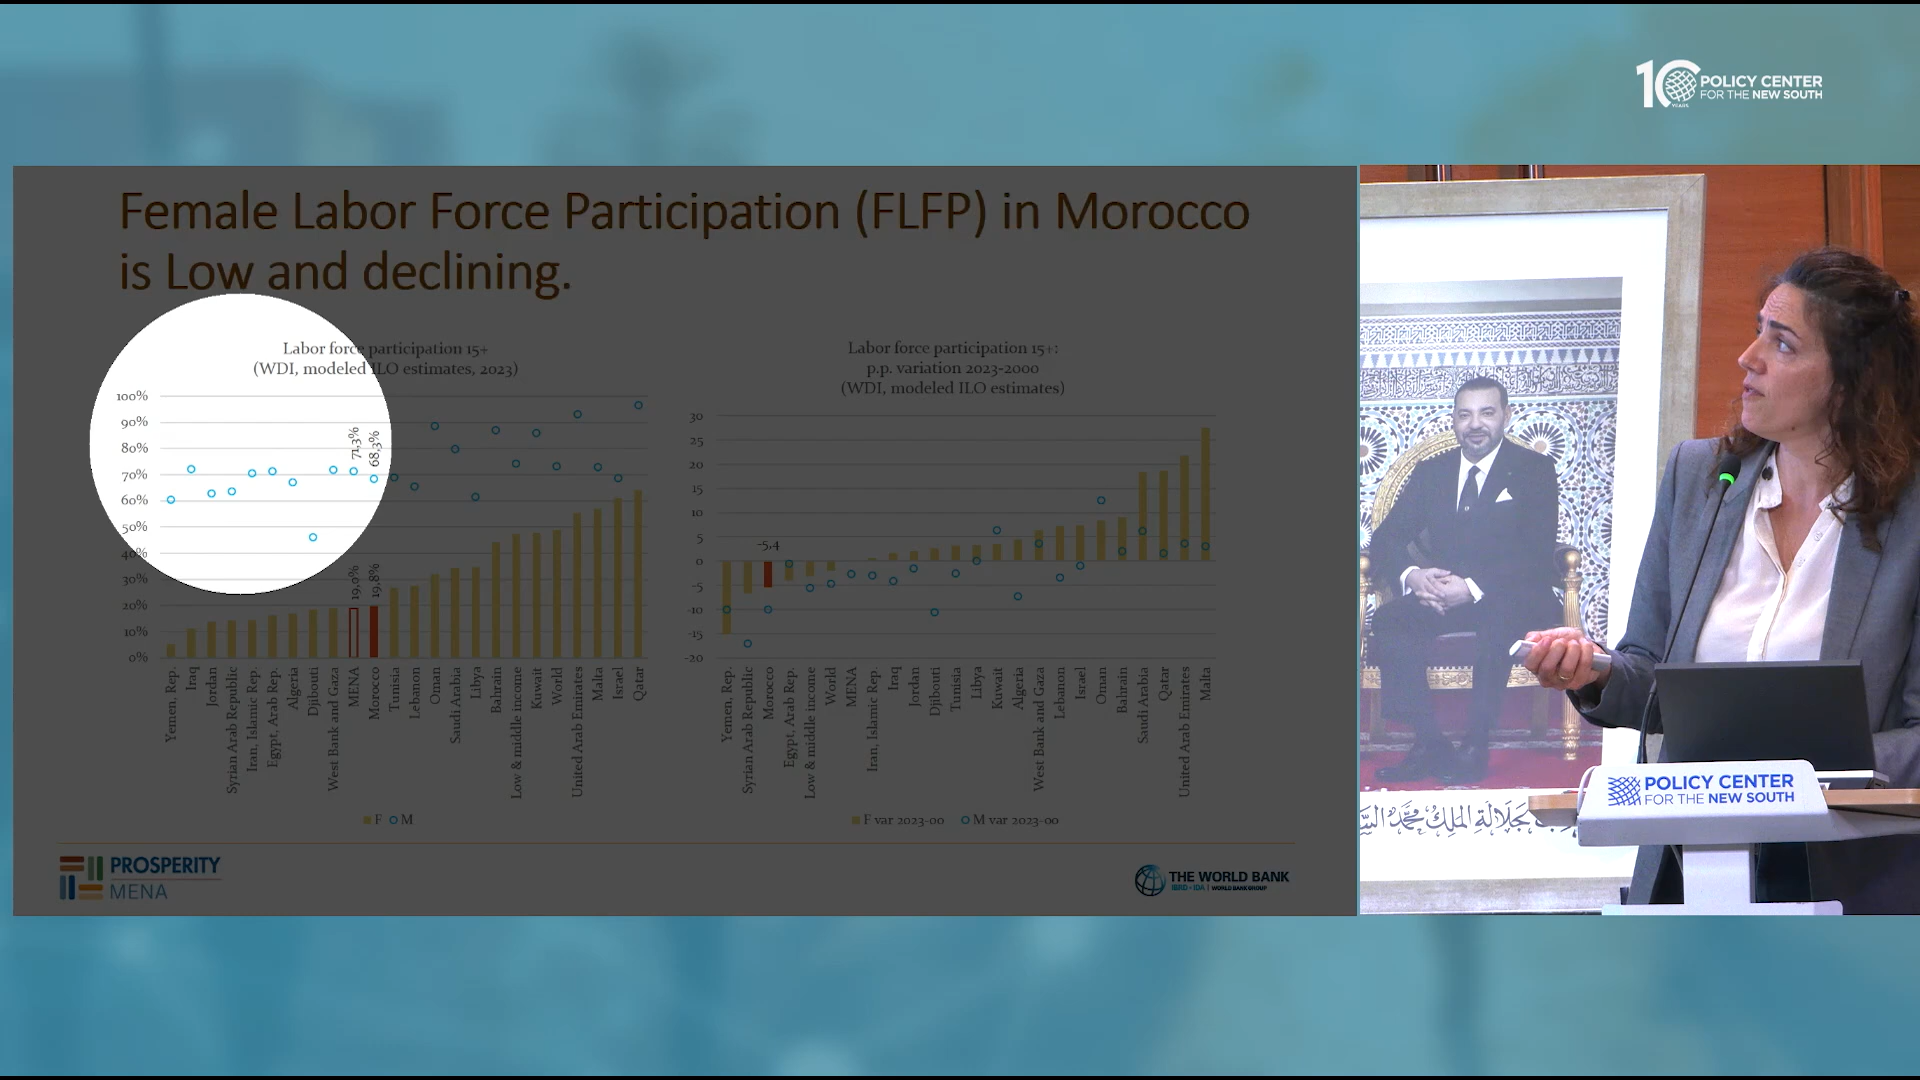 10 YEARS
POLICY CENTER
FOR THE NEW SOUTH
Female Labor Force Participation (FLFP) in Morocco
is Low and declining.
Labor force participation 15+
(WDI, modeled ILO estimates, 2023)
100%
90%
80%
70%
60%
50%
40%
30%
20%
10%
0%
71,3%
68,3%
19,0%
19,8%
Yemen, Rep.
Iraq
Jordan
Syrian Arab Republic
Iran, Islamic Rep.
Egypt, Arab Rep.
Algeria
Djibouti
West Bank and Gaza
MENA
Morocco
Tunisia
Lebanon
Oman
Saudi Arabia
Libya
Bahrain
Low & middle income
Kuwait
World
United Arab Emirates
Malta
Israel
Qatar
F M
Labor force participation 15+:
p.p. variation 2023-2000
(WDI, modeled ILO estimates)
30
25
20
15
10
5
0
-5
-10
-15
-20
-5,4
Yemen, Rep.
Syrian Arab Republic
Morocco
Egypt, Arab Rep.
Low & middle income
World
MENA
Iran, Islamic Rep.
Iraq
Jordan
Djibouti
Tunisia
Libya
Kuwait
Algeria
West Bank and Gaza
Lebanon
Israel
Oman
Bahrain
Saudi Arabia
Qatar
United Arab Emirates
Malta
F var 2023-00 M var 2023-00
PROSPERITY
MENA
THE WORLD BANK
IBRD • IDA | WORLD BANK GROUP
POLICY CENTER
FOR THE NEW SOUTH
لجلالة الملك محمد